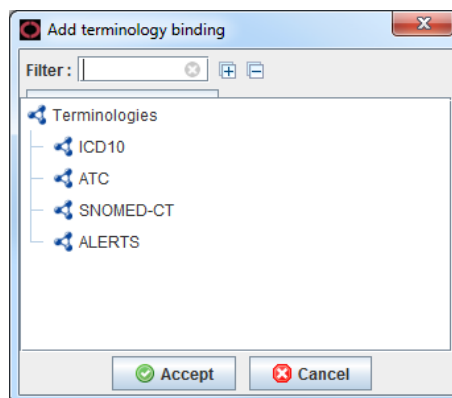 Add terminology binding
Filter :
Terminologies
ICD10
ATC
SNOMED-CT
ALERTS
Accept Cancel